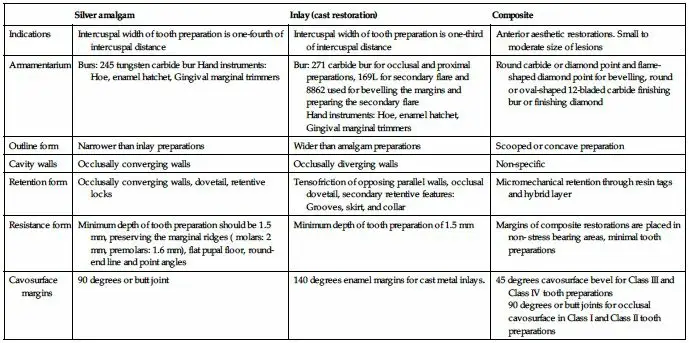 Silver amalgam Inlay (cast restoration) Composite
Indications Intercuspal width of tooth preparation is one-fourth of Intercuspal width of tooth preparation is one-third Anterior aesthetic restorations. Small to
intercuspal distance of intercuspal distance moderate size of lesions
Armamentarium Burs: 245 tungsten carbide bur Hand instruments: Bur: 271 carbide bur for occlusal and proximal Round carbide or diamond point and flame-
Hoe, enamel hatchet, Gingival marginal trimmers preparations, 169L for secondary flare and shaped diamond point for bevelling, round
8862 used for bevelling the margins and or oval-shaped 12-bladed carbide finishing
preparing the secondary flare bur or finishing diamond
Hand instruments: Hoe, enamel hatchet,
Gingival marginal trimmers
Outline form Narrower than inlay preparations Wider than amalgam preparations Scooped or concave preparation
Cavity walls Occlusally converging walls Occlusally diverging walls Non-specific
Retention form Occlusally converging walls, dovetail, retentive Tensofriction of opposing parallel walls, occlusal Micromechanical retention through resin tags
locks dovetail, secondary retentive features: and hybrid layer
Grooves, skirt, and collar
Resistance form Minimum depth of tooth preparation should be 1.5 Minimum depth of tooth preparation of 1.5 mm Margins of composite restorations are placed in
mm, preserving the marginal ridges ( molars: 2 non- stress bearing areas, minimal tooth
mm, premolars: 1.6 mm), flat pupal floor, round- preparations
end line and point angles
Cavosurface 90 degrees or butt joint 140 degrees enamel margins for cast metal inlays. 45 degrees cavosurface bevel for Class III and
margins Class IV tooth preparations
90 degrees or butt joints for occlusal
cavosurface in Class I and Class II tooth
preparations